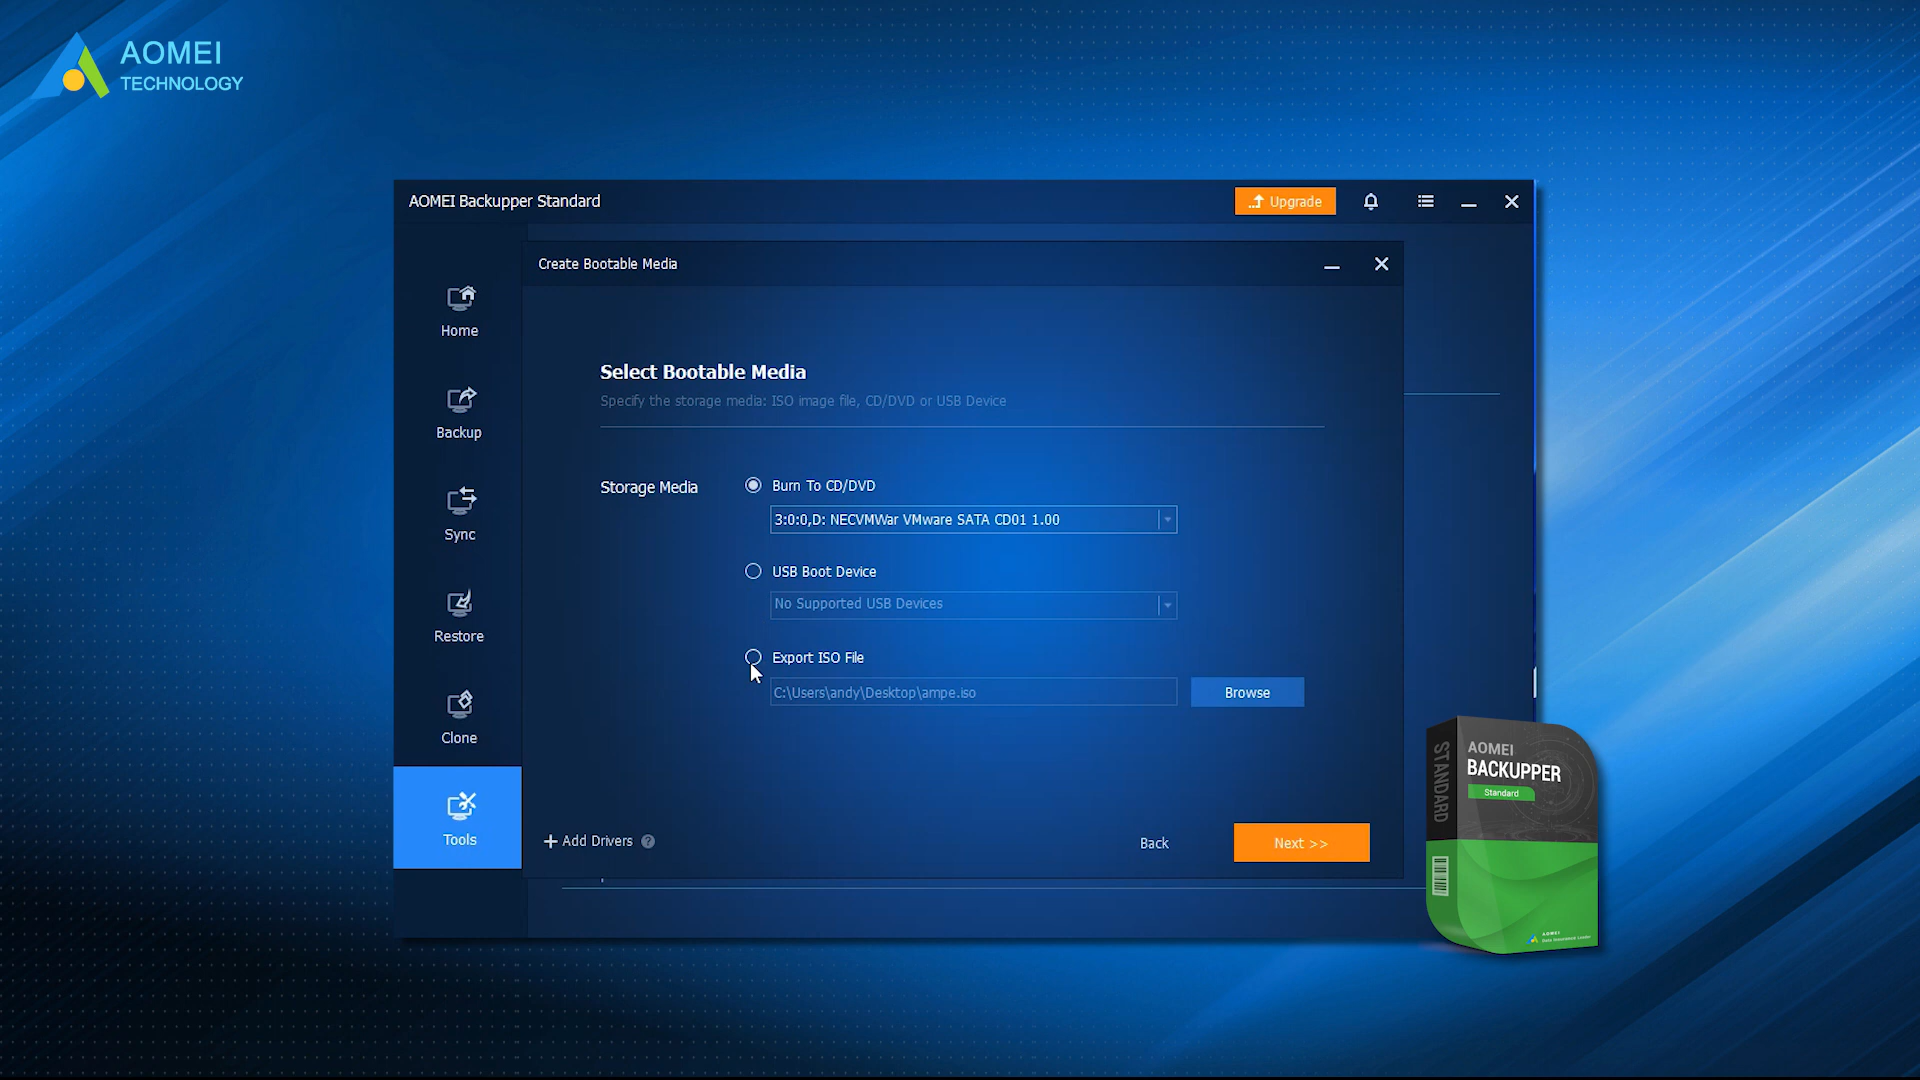 AOMEI
TECHNOLOGY
AOMEI Backupper Standard
Upgrade
Create Bootable Media
Home
Backup
Sync
Restore
Clone
Tools
Select Bootable Media
Specify the storage media: ISO image file, CD/DVD or USB Device
Storage Media
Burn To CD/DVD
3:0:0,D: NECVMWar VMware SATA CD01 1.00
USB Boot Device
No Supported USB Devices
Export ISO File
C:\Users\andy\Desktop\ampe.iso
Browse
+ Add Drivers ?
Back
Next >>
STANDARD
AOMEI
BACKUPPER
Standard
AOMEI